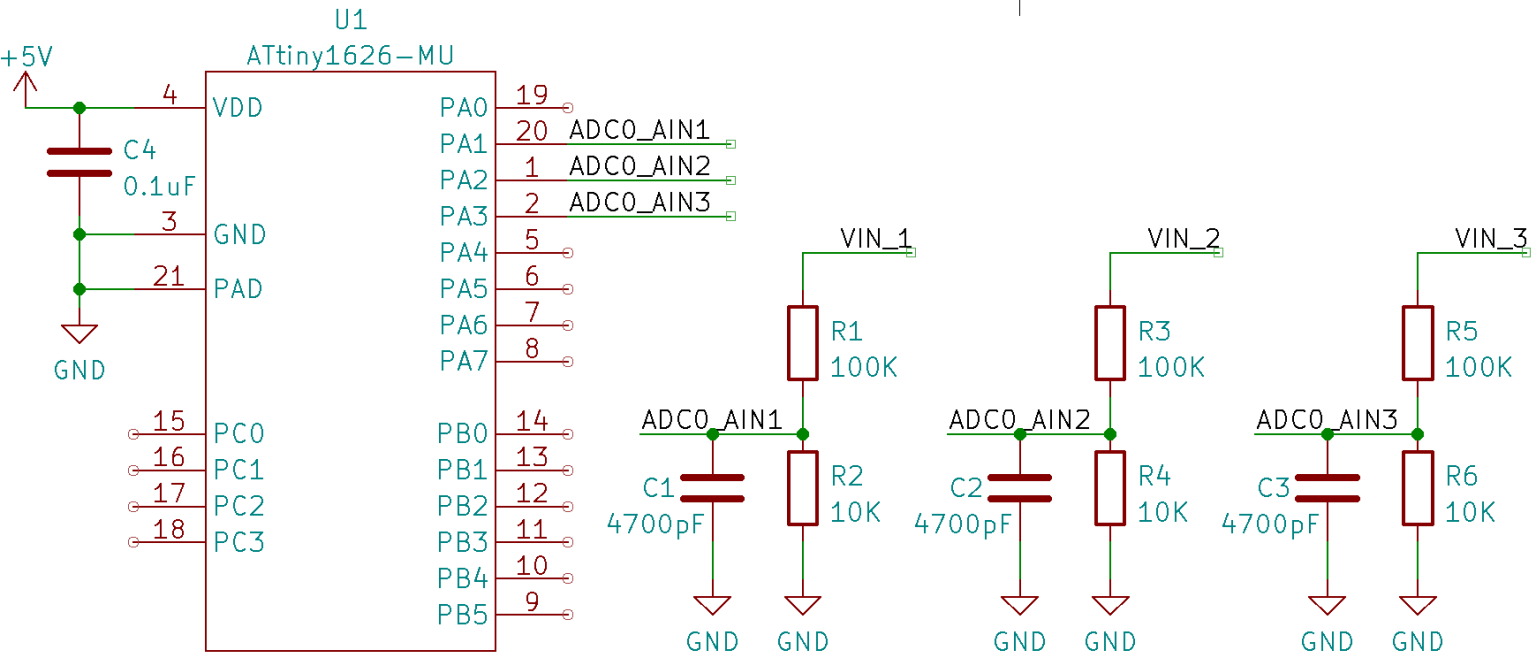 U1
ATtiny1626-MU
+5V
4
VDD
C4
0.1uF
3
GND
21
PAD
GND
15
PC0
16
PC1
17
PC2
18
PC3
PA0
19
PA1
20
ADC0_AIN1
PA2
1
ADC0_AIN2
PA3
2
ADC0_AIN3
PA4
5
PA5
6
PA6
7
PA7
8
PB0
14
PB1
13
PB2
12
PB3
11
PB4
10
PB5
9
VIN_1
R1
100K
ADC0_AIN1
C1
4700pF
R2
10K
GND
GND
VIN_2
R3
100K
ADC0_AIN2
C2
4700pF
R4
10K
GND
GND
VIN_3
R5
100K
ADC0_AIN3
C3
4700pF
R6
10K
GND
GND